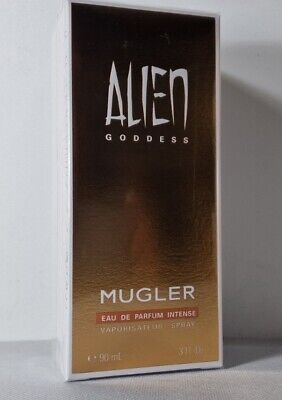 ALIEN
GODDESS
MUGLER
EAU DE PARFUM INTENSE
VAPORISATEUR - SPRAY
e 90 mL